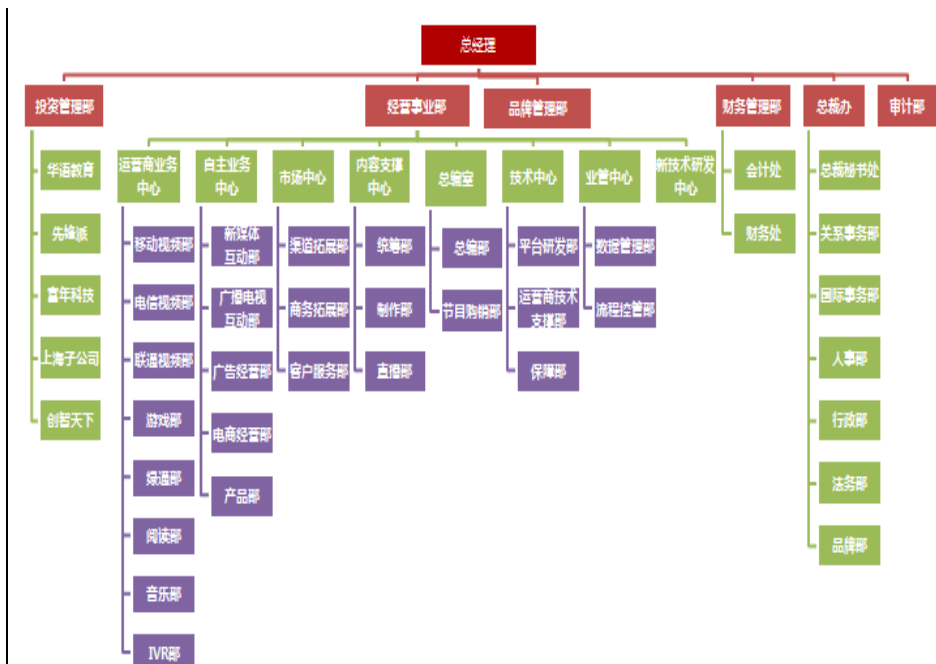 总经理
投资管理部
经营事业部
品牌管理部
财务管理部
总裁办
审计部
华语教育
先锋派
富年科技
上海子公司
创智天下
运营商业务
中心
移动视频部
电信视频部
联通视频部
游戏部
绿通部
阅读部
音乐部
IVR部
自主业务
中心
新媒体
互动部
广播电视
互动部
广告经营部
电商经营部
产品部
市场中心
渠道拓展部
商务拓展部
客户服务部
内容支撑
中心
统筹部
制作部
直播部
总编室
总编部
节目购销部
技术中心
平台研发部
运营商技术
支撑部
保障部
业管中心
数据管理部
流程控管部
新技术研发
中心
会计处
财务处
总裁秘书处
关系事务部
国际事务部
人事部
行政部
法务部
品牌部